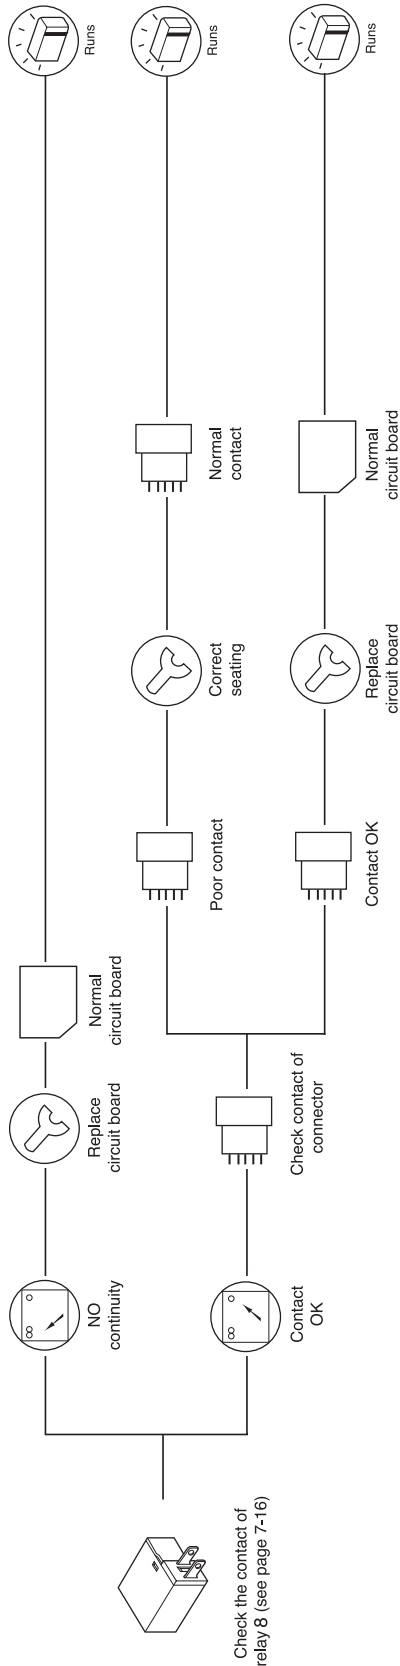 Check the contact of
relay 8 (see page 7-16)
NO
continuity
Replace
circuit board
Normal
circuit board
Runs
Contact
OK
Check contact of
connector
Poor contact
Correct
seating
Normal
contact
Runs
Contact OK
Replace
circuit board
Normal
circuit board
Runs